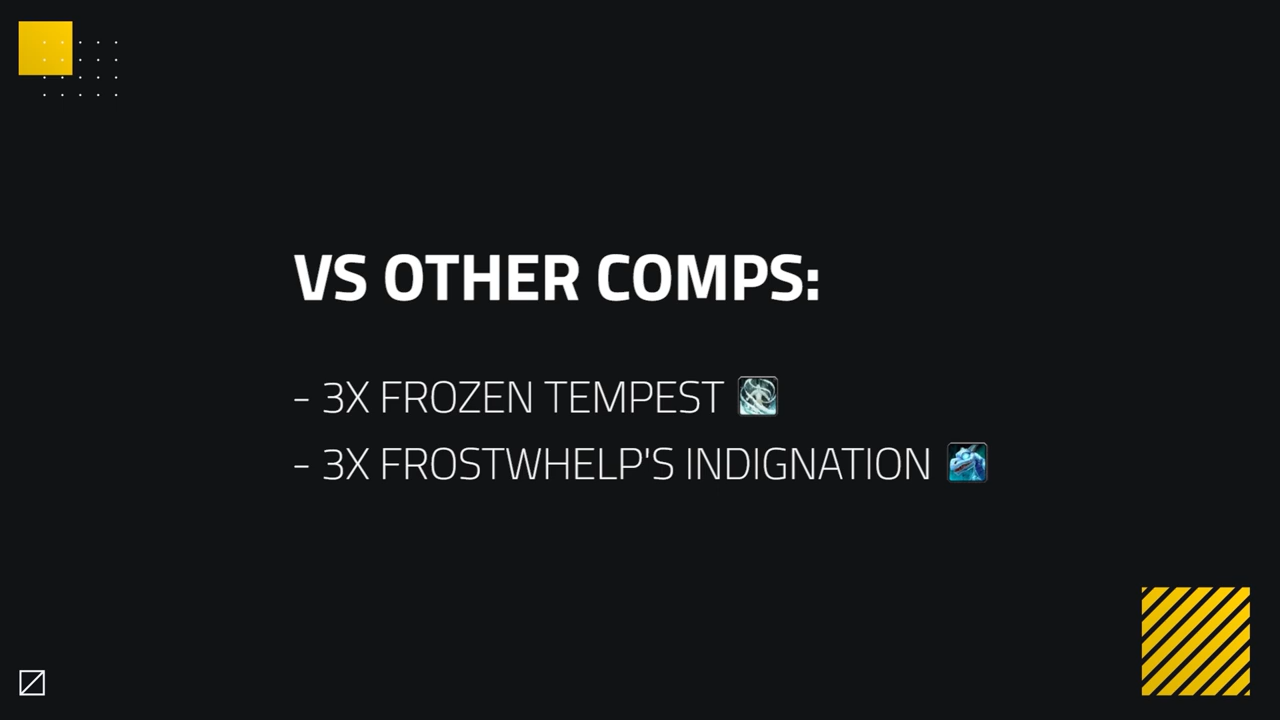 VS OTHER COMPS:
- 3X FROZEN TEMPEST
- 3X FROSTWHELP'S INDIGNATION